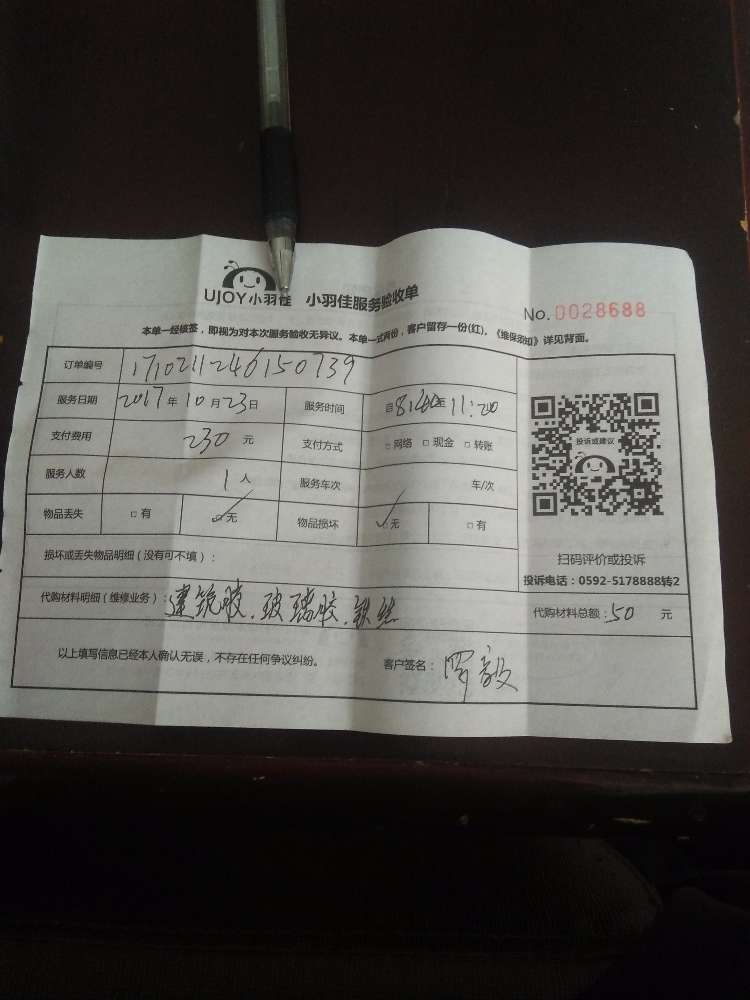 UJOY小羽佳 小羽佳服务验收单
No.0028688
本单一经核签，即视为对本次服务验收无异议。本单一式两份，客户留存一份(红)，《维保须知》详见背面。
订单编号 1710211246150739
服务日期 2017年10月23日 服务时间 自8:40至11:20
支付费用 230元 支付方式 □网络 □现金 □转账
服务人数 1人 服务车次 车/次
物品丢失 □有 ☑无 物品损坏 ☑无 □有
投诉或建议
扫码评价或投诉
投诉电话：0592-5178888转2
损坏或丢失物品明细（没有可不填）：
代购材料明细（维修业务）：建筑胶.玻璃胶.铁丝 代购材料总额：50元
以上填写信息已经本人确认无误，不存在任何争议纠纷。 客户签名：罗毅